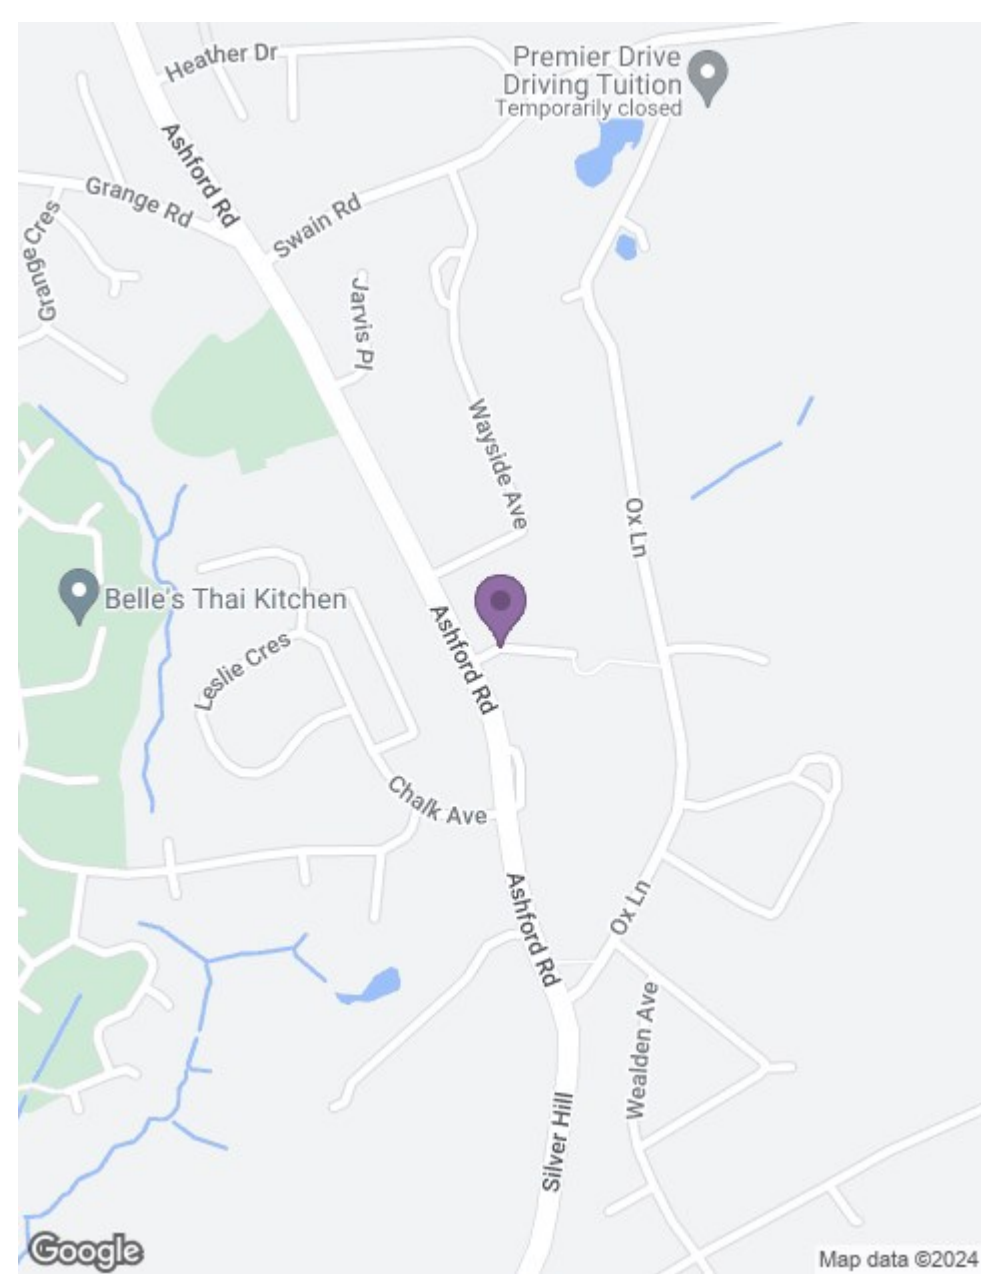 Heather Dr
Premier Drive
Driving Tuition
Temporarily closed
Ashford Rd
Grange Rd
Grange Cres
Swain Rd
Jarvis Pl
Wayside Ave
Ox Ln
Belle's Thai Kitchen
Ashford Rd
Leslie Cres
Chalk Ave
Ashford Rd
Ox Ln
Wealden Ave
Silver Hill
Google
Map data ©2024